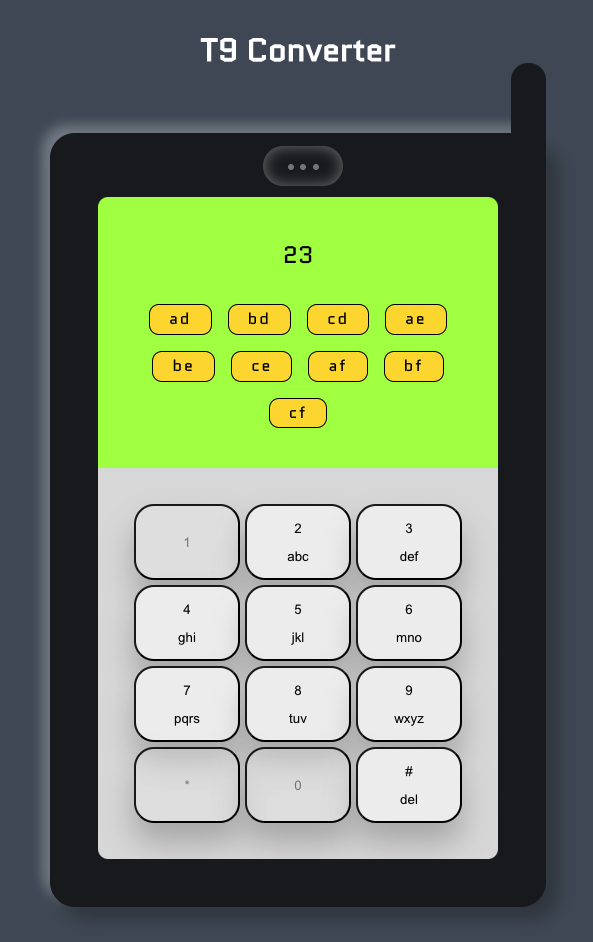 T9 Converter
23
ad bd cd ae
be ce af bf
cf
1 2 3
abc def
4 5 6
ghi jkl mno
7 8 9
pqrs tuv wxyz
* 0 #
del